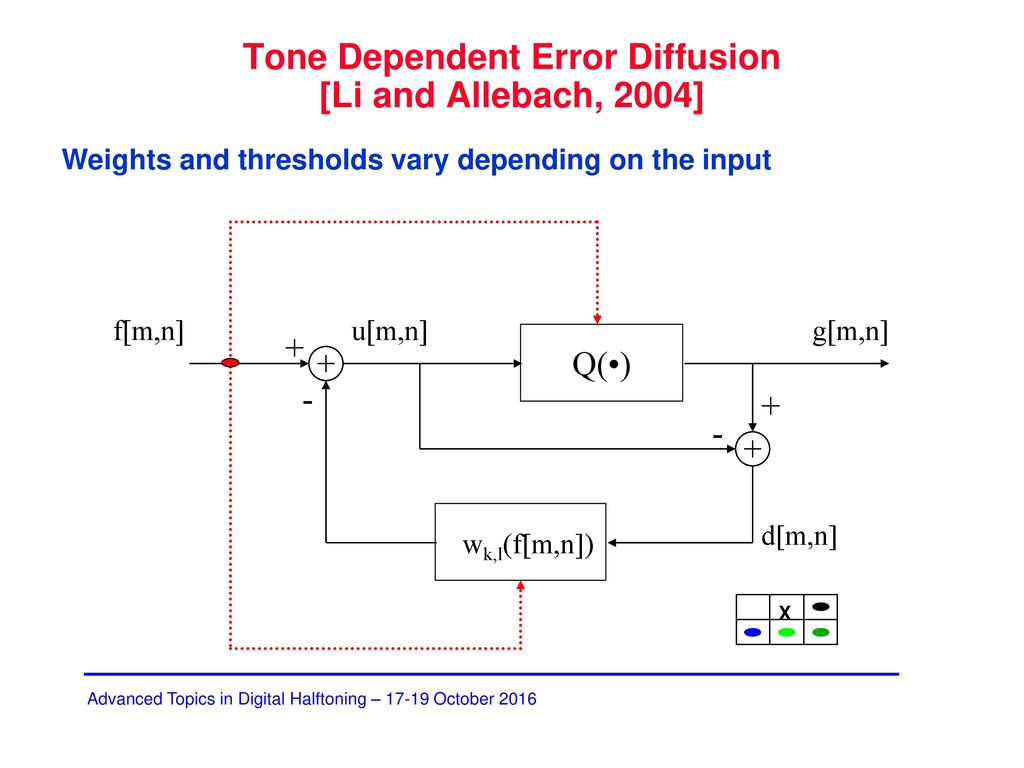 Tone Dependent Error Diffusion
[Li and Allebach, 2004]
Weights and thresholds vary depending on the input
f[m,n]
+
+
u[m,n]
Q(•)
g[m,n]
-
+
-
+
w_{k,l}(f[m,n])
d[m,n]
X
Advanced Topics in Digital Halftoning – 17-19 October 2016